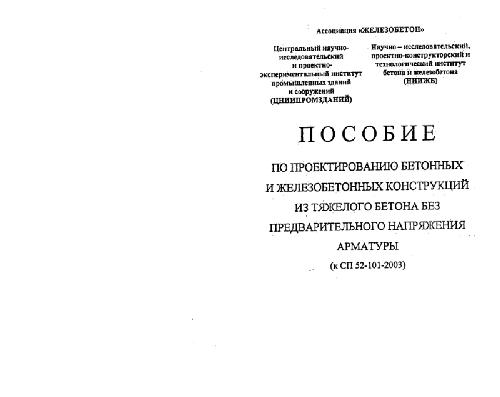 Ассоциация «ЖЕЛЕЗОБЕТОН»
Центральный научно-
исследовательский
и проектно-
экспериментальный институт
промышленных зданий
и сооружений
(ЦНИИПРОМЗДАНИЙ)
Научно – исследовательский,
проектно-конструкторский и
технологический институт
бетона и железобетона
(НИИЖБ)
ПОСОБИЕ
ПО ПРОЕКТИРОВАНИЮ БЕТОННЫХ
И ЖЕЛЕЗОБЕТОННЫХ КОНСТРУКЦИЙ
ИЗ ТЯЖЕЛОГО БЕТОНА БЕЗ
ПРЕДВАРИТЕЛЬНОГО НАПРЯЖЕНИЯ
АРМАТУРЫ
(к СП 52-101-2003)